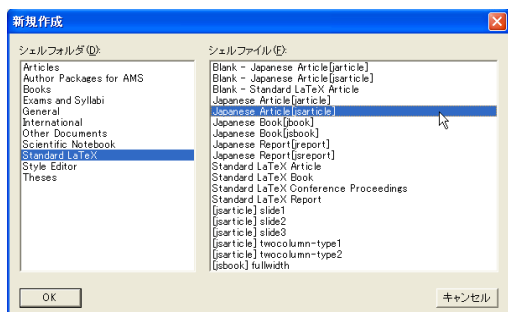 新規作成
シェルフォルダ(D):
Articles
Author Packages for AMS
Books
Exams and Syllabi
General
International
Other Documents
Scientific Notebook
Standard LaTeX
Style Editor
Theses
シェルファイル(F):
Blank - Japanese Article[jarticle]
Blank - Japanese Article[jsarticle]
Blank - Standard LaTeX Article
Japanese Article[jarticle]
Japanese Article[jsarticle]
Japanese Book[jbook]
Japanese Book[jsbook]
Japanese Report[jreport]
Japanese Report[jsreport]
Standard LaTeX Article
Standard LaTeX Book
Standard LaTeX Conference Proceedings
Standard LaTeX Report
[jsarticle] slide1
[jsarticle] slide2
[jsarticle] slide3
[jsarticle] twocolumn-type1
[jsarticle] twocolumn-type2
[jsbook] fullwidth
OK
キャンセル